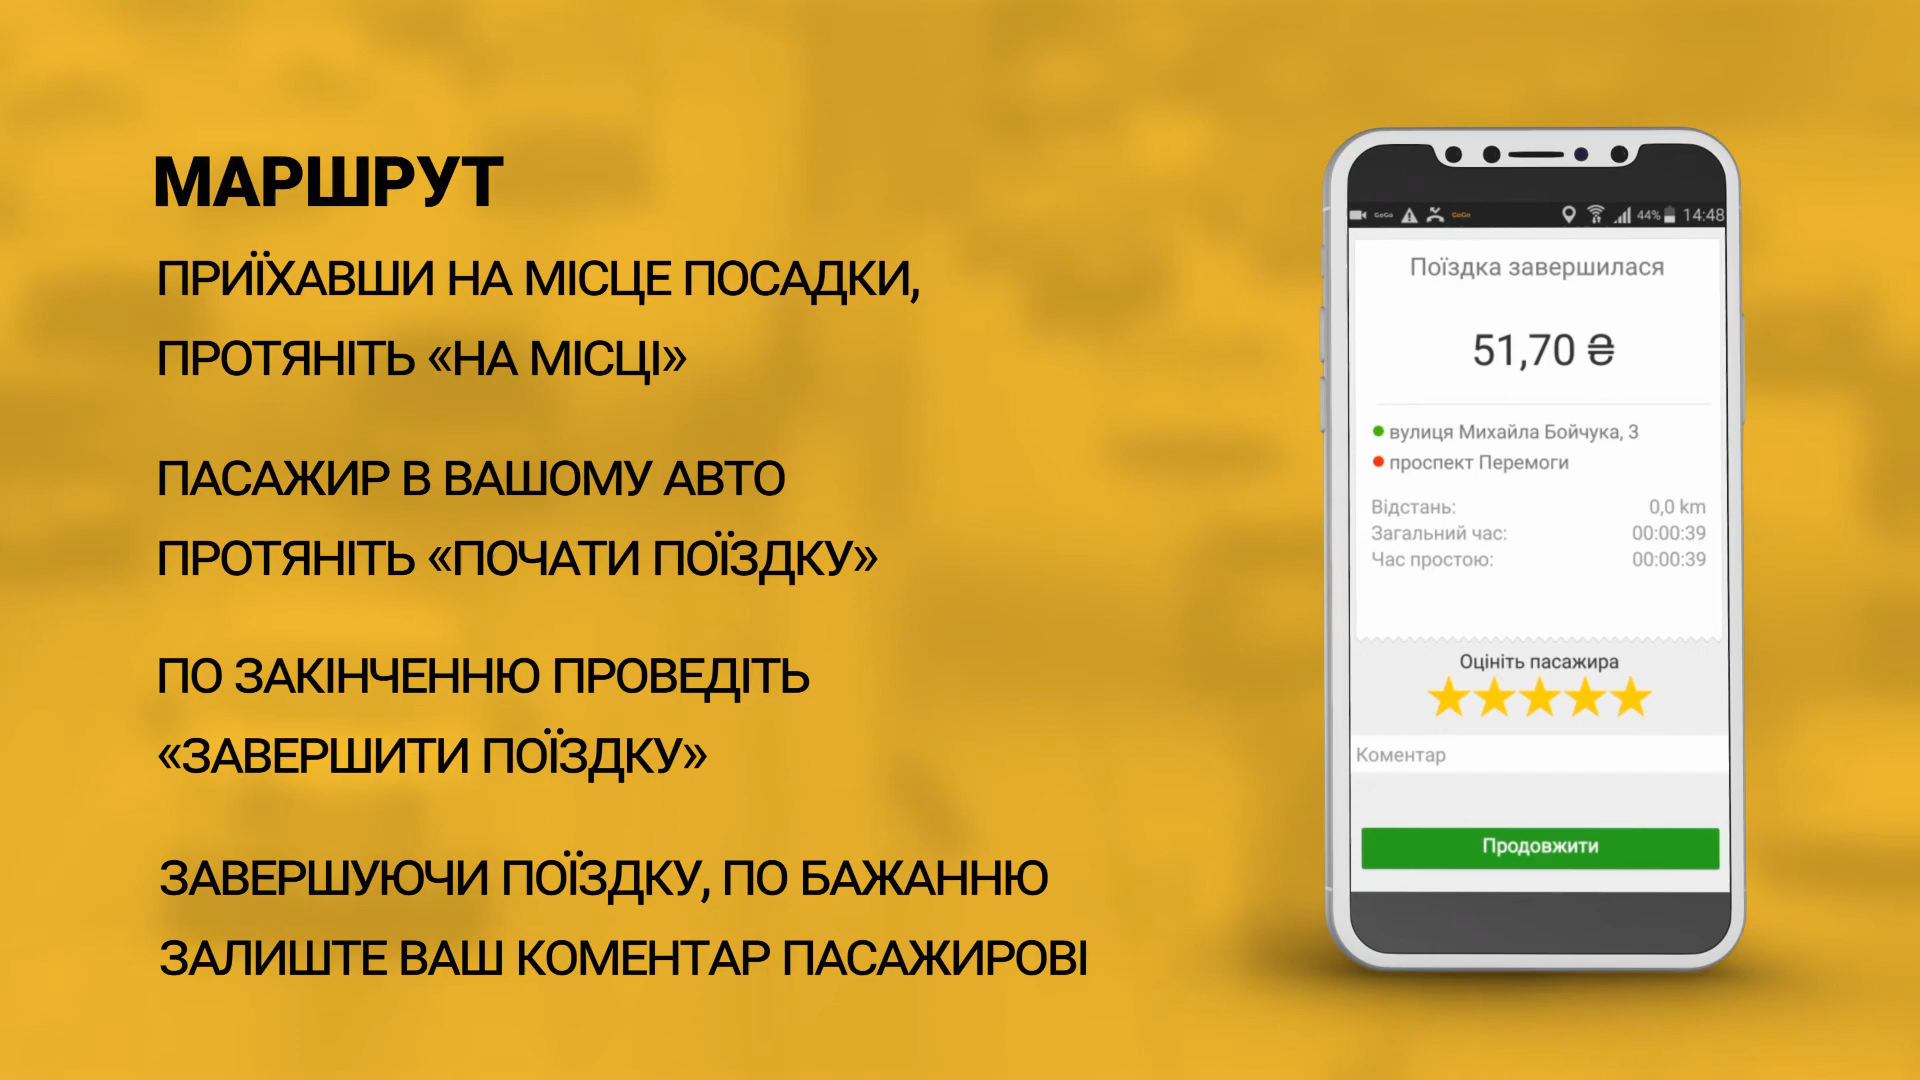 МАРШРУТ
ПРИЇХАВШИ НА МІСЦЕ ПОСАДКИ,
ПРОТЯНІТЬ «НА МІСЦІ»
ПАСАЖИР В ВАШОМУ АВТО
ПРОТЯНІТЬ «ПОЧАТИ ПОЇЗДКУ»
ПО ЗАКІНЧЕННЮ ПРОВЕДІТЬ
«ЗАВЕРШИТИ ПОЇЗДКУ»
ЗАВЕРШУЮЧИ ПОЇЗДКУ, ПО БАЖАННЮ
ЗАЛИШТЕ ВАШ КОМЕНТАР ПАСАЖИРОВІ
GoGo GoGo 44% 14:48
Поїздка завершилася
51,70 ₴
вулиця Михайла Бойчука, 3
проспект Перемоги
Відстань: 0,0 km
Загальний час: 00:00:39
Час простою: 00:00:39
Оцініть пасажира
Коментар
Продовжити